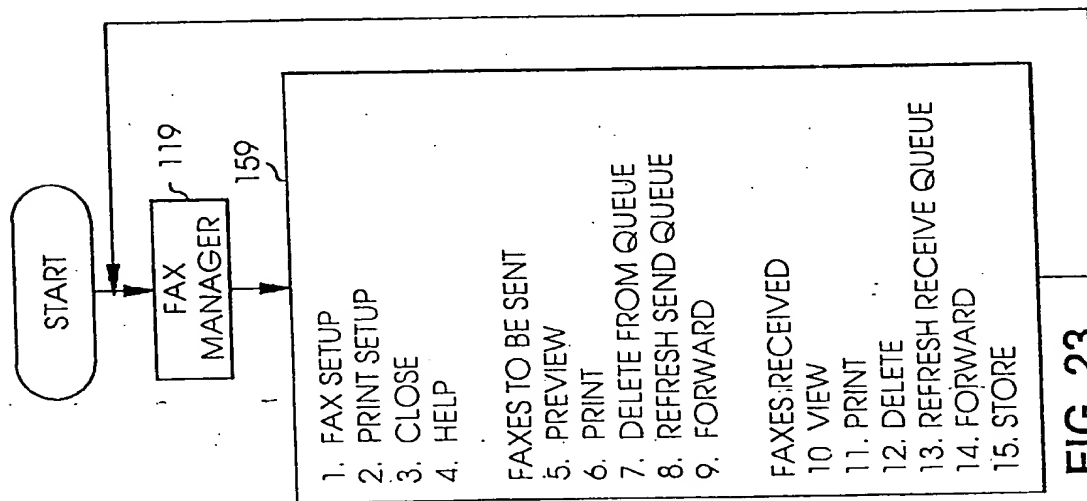 START
FAX
MANAGER
119
159
1. FAX SETUP
2. PRINT SETUP
3. CLOSE
4. HELP
FAXES TO BE SENT
5. PREVIEW
6. PRINT
7. DELETE FROM QUEUE
8. REFRESH SEND QUEUE
9. FORWARD
FAXES RECEIVED
10 VIEW
11. PRINT
12. DELETE
13. REFRESH RECEIVE QUEUE
14. FORWARD
15. STORE
FIG. 23